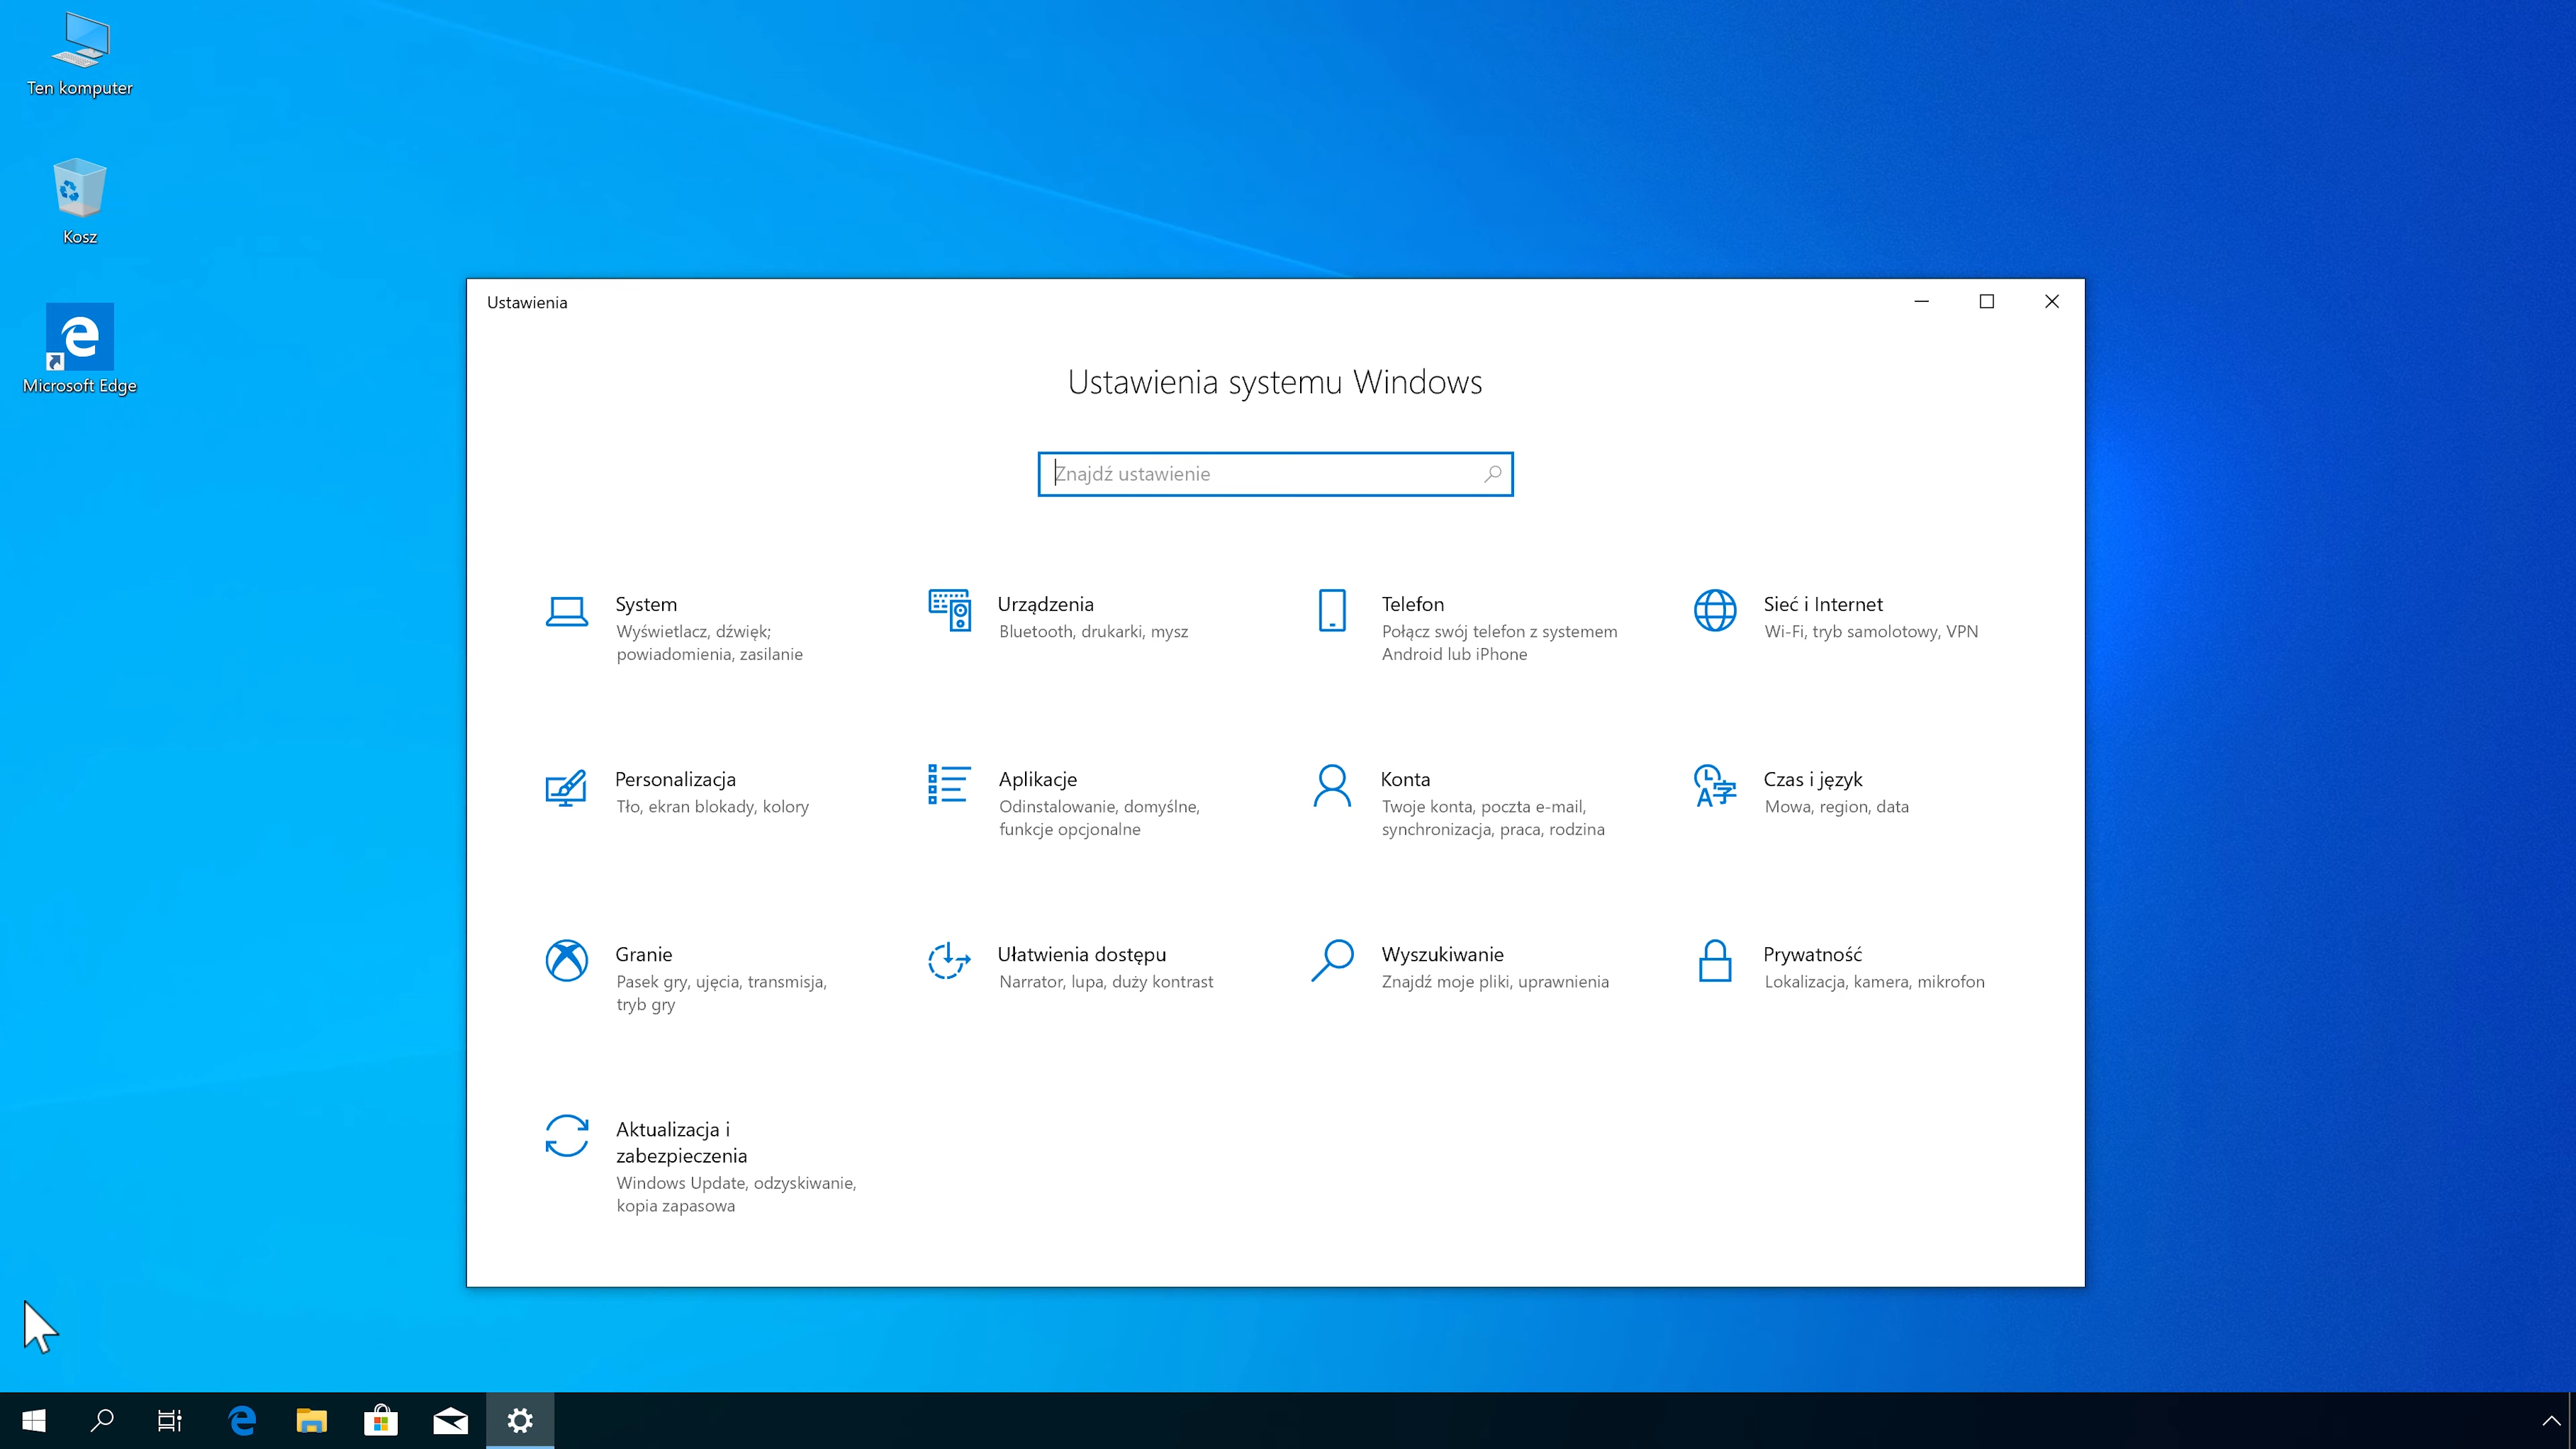 Ten komputer
Kosz
Microsoft Edge
Ustawienia
Ustawienia systemu Windows
Znajdź ustawienie
System
Wyświetlacz, dźwięk;
powiadomienia, zasilanie
Urządzenia
Bluetooth, drukarki, mysz
Telefon
Połącz swój telefon z systemem
Android lub iPhone
Sieć i Internet
Wi-Fi, tryb samolotowy, VPN
Personalizacja
Tło, ekran blokady, kolory
Aplikacje
Odinstalowanie, domyślne,
funkcje opcjonalne
Konta
Twoje konta, poczta e-mail,
synchronizacja, praca, rodzina
Czas i język
Mowa, region, data
Granie
Pasek gry, ujęcia, transmisja,
tryb gry
Ułatwienia dostępu
Narrator, lupa, duży kontrast
Wyszukiwanie
Znajdź moje pliki, uprawnienia
Prywatność
Lokalizacja, kamera, mikrofon
Aktualizacja i
zabezpieczenia
Windows Update, odzyskiwanie,
kopia zapasowa